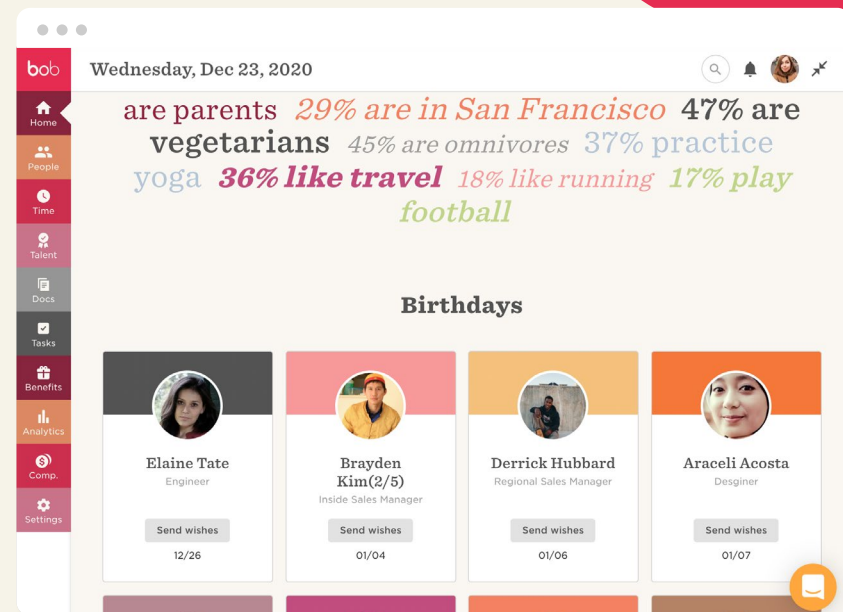 bob
Wednesday, Dec 23, 2020
Home
People
Time
Talent
Docs
Tasks
Benefits
Analytics
Comp.
Settings
are parents 29% are in San Francisco 47% are
vegetarians 45% are omnivores 37% practice
yoga 36% like travel 18% like running 17% play
football
Birthdays
Elaine Tate
Engineer
Send wishes
12/26
Brayden
Kim(2/5)
Inside Sales Manager
Send wishes
01/04
Derrick Hubbard
Regional Sales Manager
Send wishes
01/06
Araceli Acosta
Desginer
Send wishes
01/07